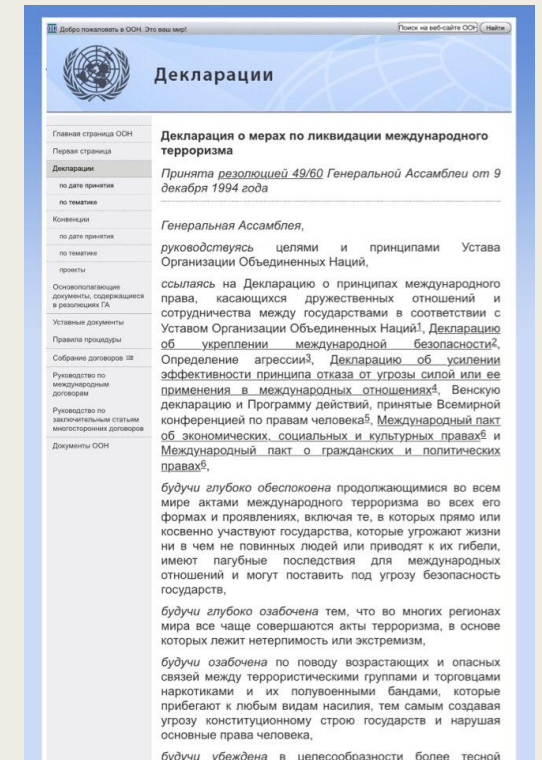 Добро пожаловать в ООН. Это ваш мир!
Поиск на веб-сайте ООН
Найти
Декларации
Главная страница ООН
Первая страница
Декларации
по дате принятия
по тематике
Конвенции
по дате принятия
по тематике
проекты
Основополагающие
документы, содержащиеся
в резолюциях ГА
Уставные документы
Правила процедуры
Собрание договоров
Руководство по
международным
договорам
Руководство по
заключительным статьям
многосторонних договоров
Документы ООН
Декларация о мерах по ликвидации международного
терроризма
Принята резолюцией 49/60 Генеральной Ассамблеи от 9
декабря 1994 года
Генеральная Ассамблея,
руководствуясь целями и принципами Устава
Организации Объединенных Наций,
ссылаясь на Декларацию о принципах международного
права, касающихся дружественных отношений и
сотрудничества между государствами в соответствии с
Уставом Организации Объединенных Наций1, Декларацию
об укреплении международной безопасности2,
Определение агрессии3, Декларацию об усилении
эффективности принципа отказа от угрозы силой или ее
применения в международных отношениях4, Венскую
декларацию и Программу действий, принятые Всемирной
конференцией по правам человека5, Международный пакт
об экономических, социальных и культурных правах6 и
Международный пакт о гражданских и политических
правах6,
будучи глубоко обеспокоена продолжающимися во всем
мире актами международного терроризма во всех его
формах и проявлениях, включая те, в которых прямо или
косвенно участвуют государства, которые угрожают жизни
ни в чем не повинных людей или приводят к их гибели,
имеют пагубные последствия для международных
отношений и могут поставить под угрозу безопасность
государств,
будучи глубоко озабочена тем, что во многих регионах
мира все чаще совершаются акты терроризма, в основе
которых лежит нетерпимость или экстремизм,
будучи озабочена по поводу возрастающих и опасных
связей между террористическими группами и торговцами
наркотиками и их полувоенными бандами, которые
прибегают к любым видам насилия, тем самым создавая
угрозу конституционному строю государств и нарушая
основные права человека,
будучи убеждена в целесообразности более тесной